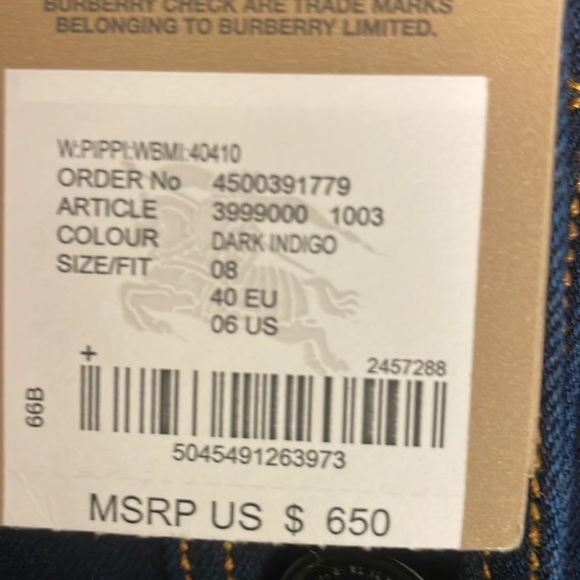 BURBERRY CHECK ARE TRADE MARKS
BELONGING TO BURBERRY LIMITED.
W:PIPPI:WBMI:40410
ORDER No 4500391779
ARTICLE 3999000 1003
COLOUR DARK INDIGO
SIZE/FIT 08
40 EU
06 US
+
2457288
66B
5045491263973
MSRP US $ 650